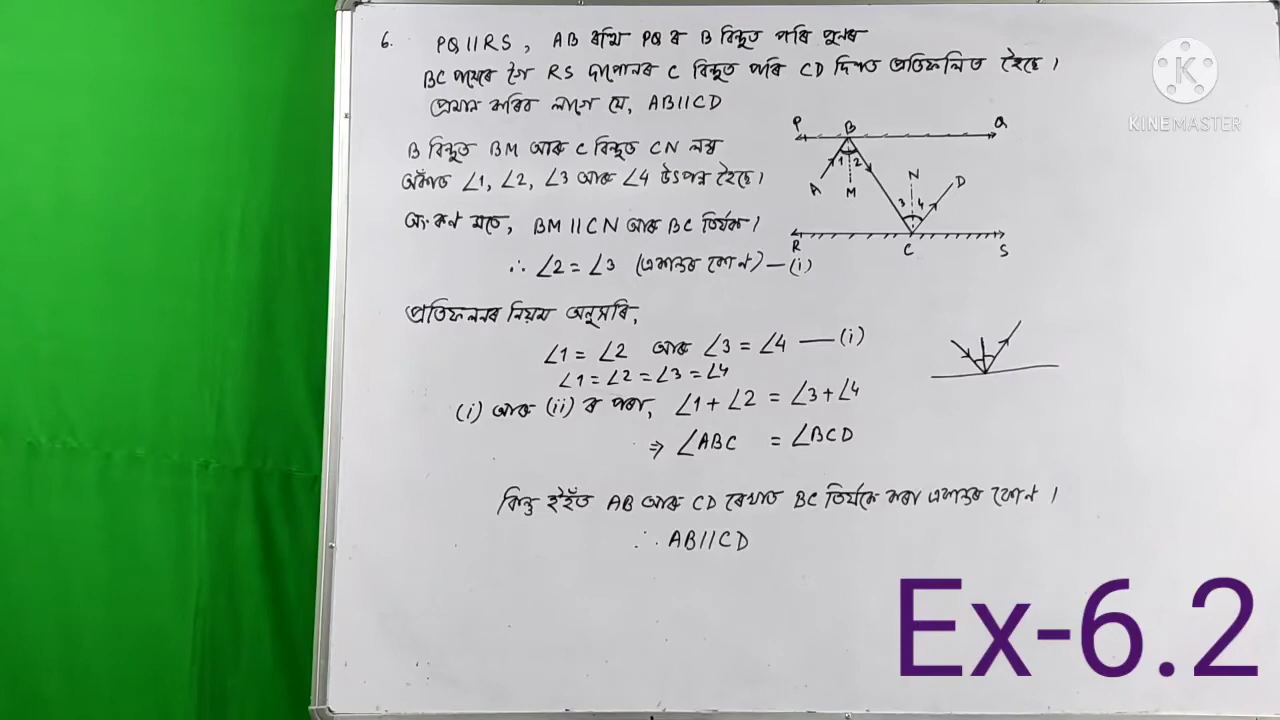 6. PQ||RS, AB ৰশ্মি PQ ৰ B বিন্দুত পৰি পুনৰ
BC পথেৰে গৈ RS দাপোনৰ C বিন্দুত পৰি CD দিশত প্ৰতিফলিত হৈছে।
প্ৰমাণ কৰিব লাগে যে, AB||CD
B বিন্দুত BM আৰু C বিন্দুত CN লম্ব
অঁকাত ∠1, ∠2, ∠3 আৰু ∠4 উৎপন্ন হৈছে।
অংকণ মতে, BM||CN আৰু BC তিৰ্যক।
∴ ∠2 = ∠3 (একান্তৰ কোণ) — (i)
প্ৰতিফলনৰ নিয়ম অনুসৰি,
∠1 = ∠2 আৰু ∠3 = ∠4 — (i)
∠1 = ∠2 = ∠3 = ∠4
(i) আৰু (ii) ৰ পৰা, ∠1 + ∠2 = ∠3 + ∠4
⇒ ∠ABC = ∠BCD
কিন্তু ইহঁত AB আৰু CD ৰেখাত BC তিৰ্যকে কৰা একান্তৰ কোণ।
∴ AB||CD
P B Q
1 2
A M N D
3 4
R C S
K
KINEMASTER
Ex-6.2